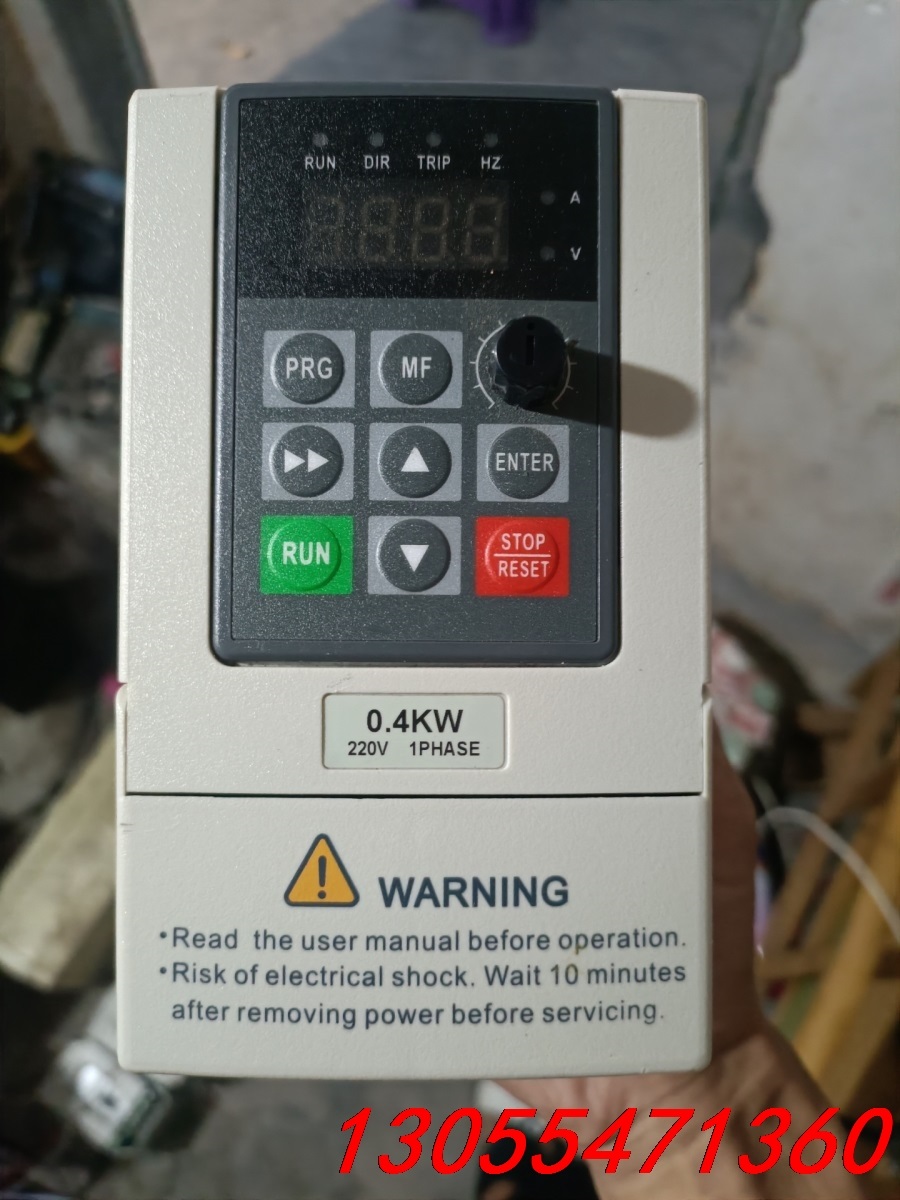 RUN DIR TRIP HZ
A
V
PRG MF
ENTER
RUN
STOP
RESET
0.4KW
220V 1PHASE
WARNING
•Read the user manual before operation.
•Risk of electrical shock. Wait 10 minutes
after removing power before servicing.
13055471360